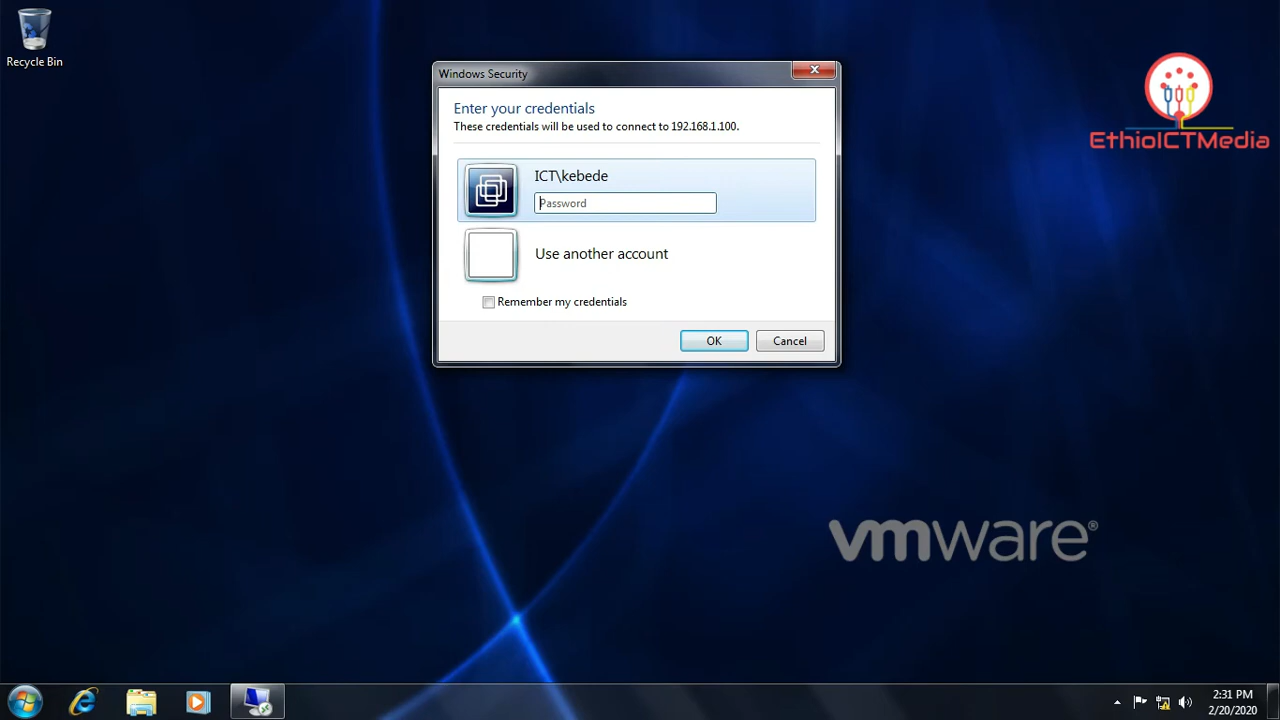 Recycle Bin
Windows Security
Enter your credentials
These credentials will be used to connect to 192.168.1.100.
ICT\kebede
Password
Use another account
Remember my credentials
OK
Cancel
EthioICTMedia
vmware®
2:31 PM
2/20/2020